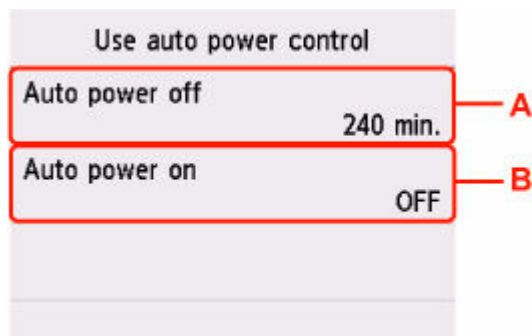 Use auto power control
Auto power off
240 min.
A
Auto power on
OFF
B